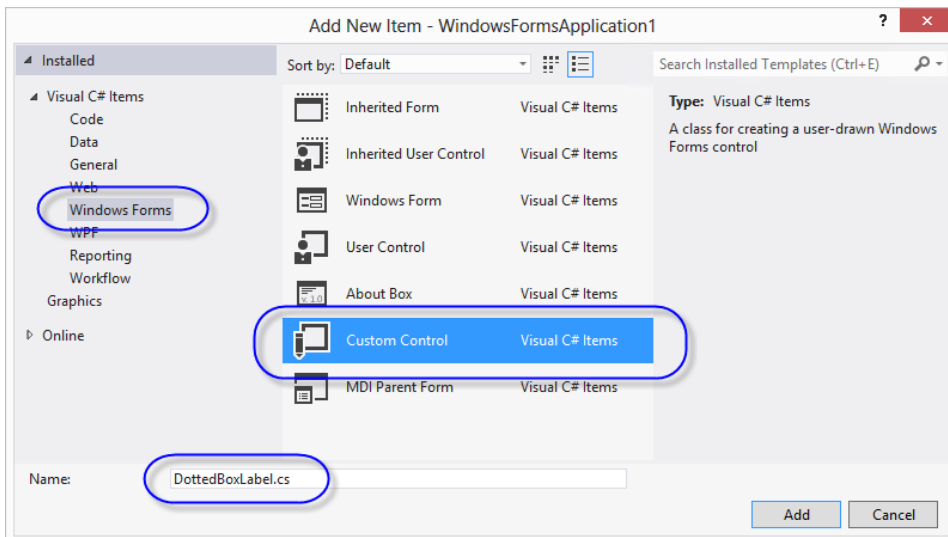 Add New Item - WindowsFormsApplication1
? ×
Installed
Sort by: Default
Search Installed Templates (Ctrl+E)
Visual C# Items
Code
Data
General
Web
Windows Forms
WPF
Reporting
Workflow
Graphics
Online
Inherited Form Visual C# Items
Inherited User Control Visual C# Items
Windows Form Visual C# Items
User Control Visual C# Items
v. 1.0
About Box Visual C# Items
Custom Control Visual C# Items
MDI Parent Form Visual C# Items
Type: Visual C# Items
A class for creating a user-drawn Windows
Forms control
Name: DottedBoxLabel.cs
Add Cancel